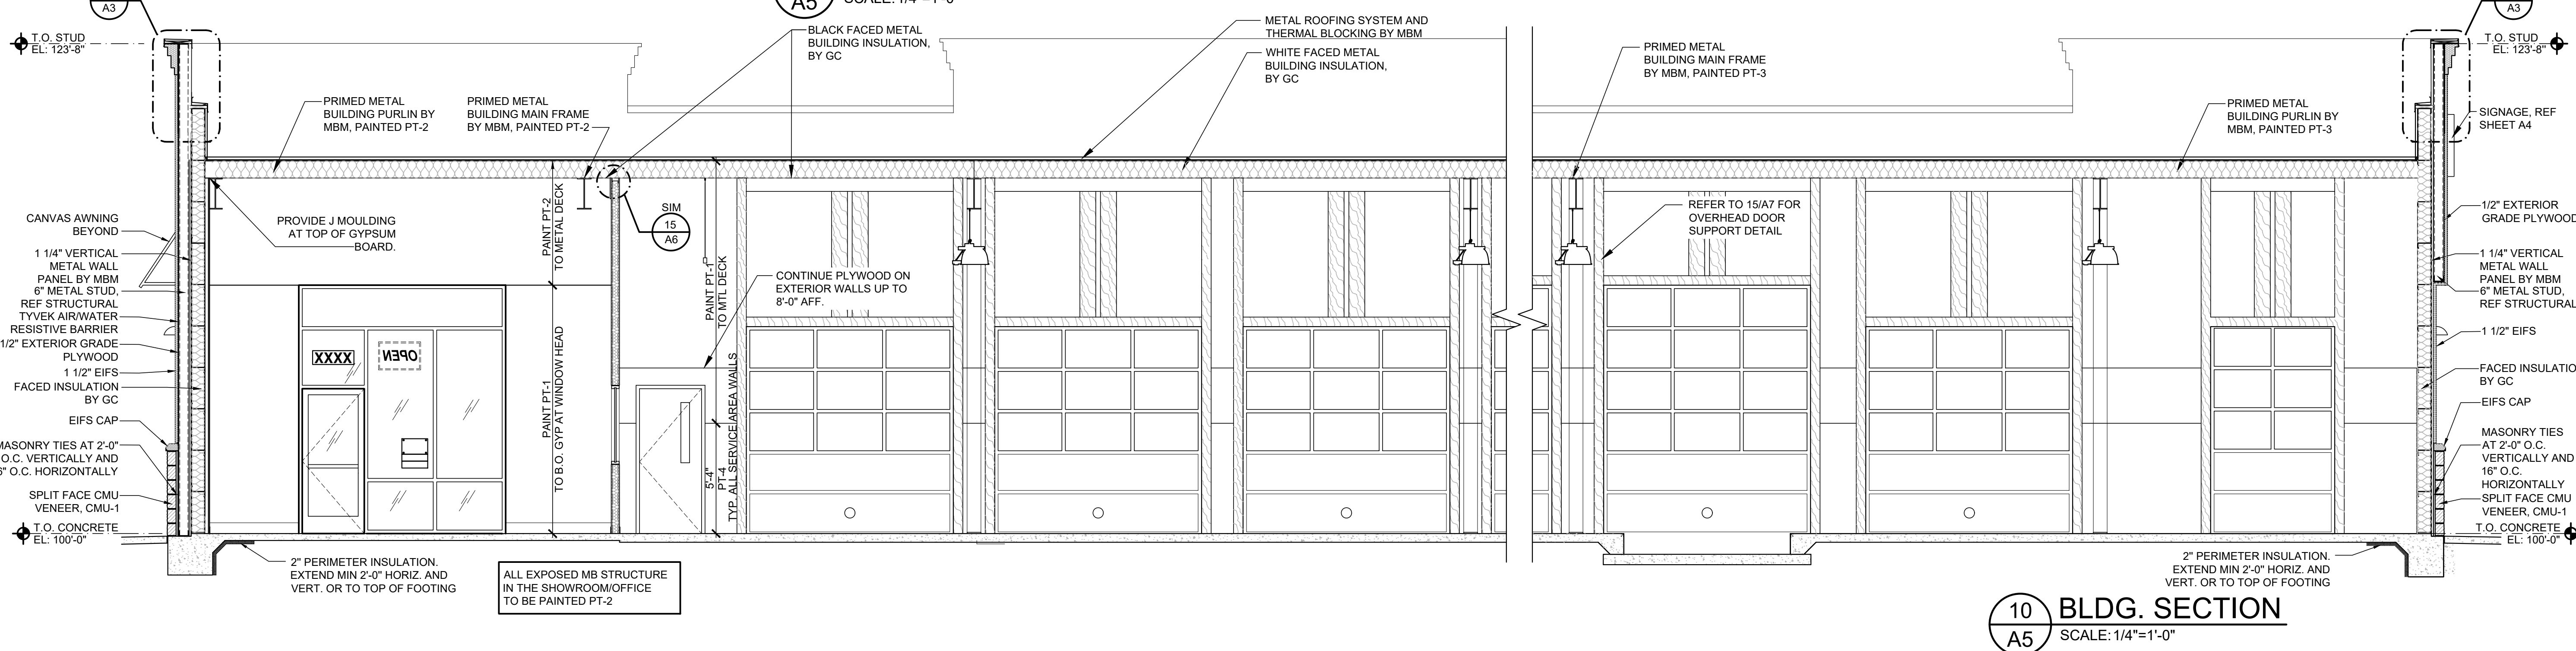 A3
A5
SCALE: 1/4"=1'-0"
A3
T.O. STUD
EL: 123'-8"
BLACK FACED METAL
BUILDING INSULATION,
BY GC
METAL ROOFING SYSTEM AND
THERMAL BLOCKING BY MBM
WHITE FACED METAL
BUILDING INSULATION,
BY GC
PRIMED METAL
BUILDING MAIN FRAME
BY MBM, PAINTED PT-3
T.O. STUD
EL: 123'-8"
PRIMED METAL
BUILDING PURLIN BY
MBM, PAINTED PT-2
PRIMED METAL
BUILDING MAIN FRAME
BY MBM, PAINTED PT-2
PRIMED METAL
BUILDING PURLIN BY
MBM, PAINTED PT-3
SIGNAGE, REF
SHEET A4
CANVAS AWNING
BEYOND
1 1/4" VERTICAL
METAL WALL
PANEL BY MBM
6" METAL STUD,
REF STRUCTURAL
TYVEK AIR/WATER
RESISTIVE BARRIER
1/2" EXTERIOR GRADE
PLYWOOD
1 1/2" EIFS
FACED INSULATION
BY GC
EIFS CAP
MASONRY TIES AT 2'-0"
O.C. VERTICALLY AND
6" O.C. HORIZONTALLY
SPLIT FACE CMU
VENEER, CMU-1
T.O. CONCRETE
EL: 100'-0"
PROVIDE J MOULDING
AT TOP OF GYPSUM
BOARD.
XXXX
OPEN
PAINT PT-2
TO METAL DECK
PAINT PT-1
TO B.O. GYP AT WINDOW HEAD
SIM
15
A6
PAINT PT-1
TO MTL DECK
5'-4"
PT-4
TYP. ALL SERVICE AREA WALLS
CONTINUE PLYWOOD ON
EXTERIOR WALLS UP TO
8'-0" AFF.
REFER TO 15/A7 FOR
OVERHEAD DOOR
SUPPORT DETAIL
1/2" EXTERIOR
GRADE PLYWOOD
1 1/4" VERTICAL
METAL WALL
PANEL BY MBM
6" METAL STUD,
REF STRUCTURAL
1 1/2" EIFS
FACED INSULATIO
BY GC
EIFS CAP
MASONRY TIES
AT 2'-0" O.C.
VERTICALLY AND
16" O.C.
HORIZONTALLY
SPLIT FACE CMU
VENEER, CMU-1
T.O. CONCRETE
EL: 100'-0"
2" PERIMETER INSULATION.
EXTEND MIN 2'-0" HORIZ. AND
VERT. OR TO TOP OF FOOTING
ALL EXPOSED MB STRUCTURE
IN THE SHOWROOM/OFFICE
TO BE PAINTED PT-2
2" PERIMETER INSULATION.
EXTEND MIN 2'-0" HORIZ. AND
VERT. OR TO TOP OF FOOTING
10
A5
BLDG. SECTION
SCALE: 1/4"=1'-0"